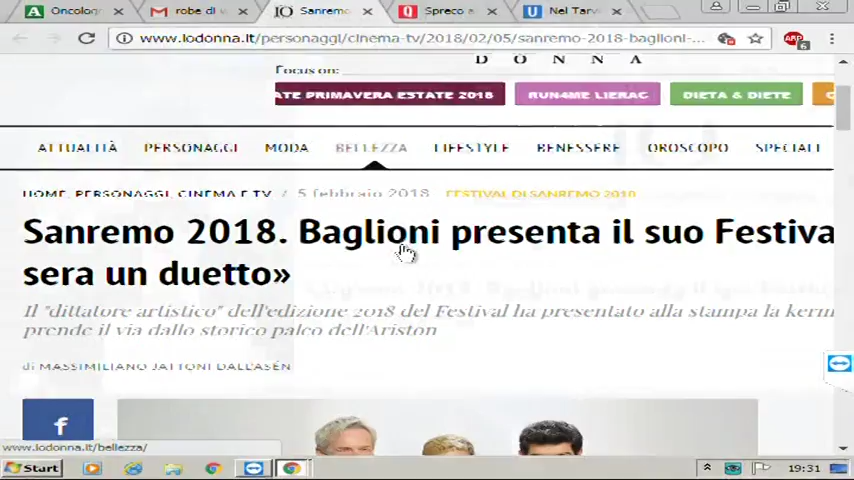 Oncolog
robe di
Sanremo
Spreco a
Nel Tarv
www.iodonna.it/personaggi/cinema-tv/2018/02/05/sanremo-2018-baglioni-...
ABP
6
DONNA
Focus on:
ATE PRIMAVERA ESTATE 2018
RUN4ME LIERAC
DIETA & DIETE
ATTUALITÀ PERSONAGGI MODA BELLEZZA LIFESTYLE BENESSERE OROSCOPO SPECIALI
HOME, PERSONAGGI, CINEMA E TV / 5 febbraio 2018 FESTIVAL DI SANREMO 2018
Sanremo 2018. Baglioni presenta il suo Festiva
sera un duetto»
Il "dittatore artistico" dell'edizione 2018 del Festival ha presentato alla stampa la kerm
prende il via dallo storico palco dell'Ariston
di MASSIMILIANO JATTONI DALL'ASÉN
f
www.iodonna.it/bellezza/
Start
19:31